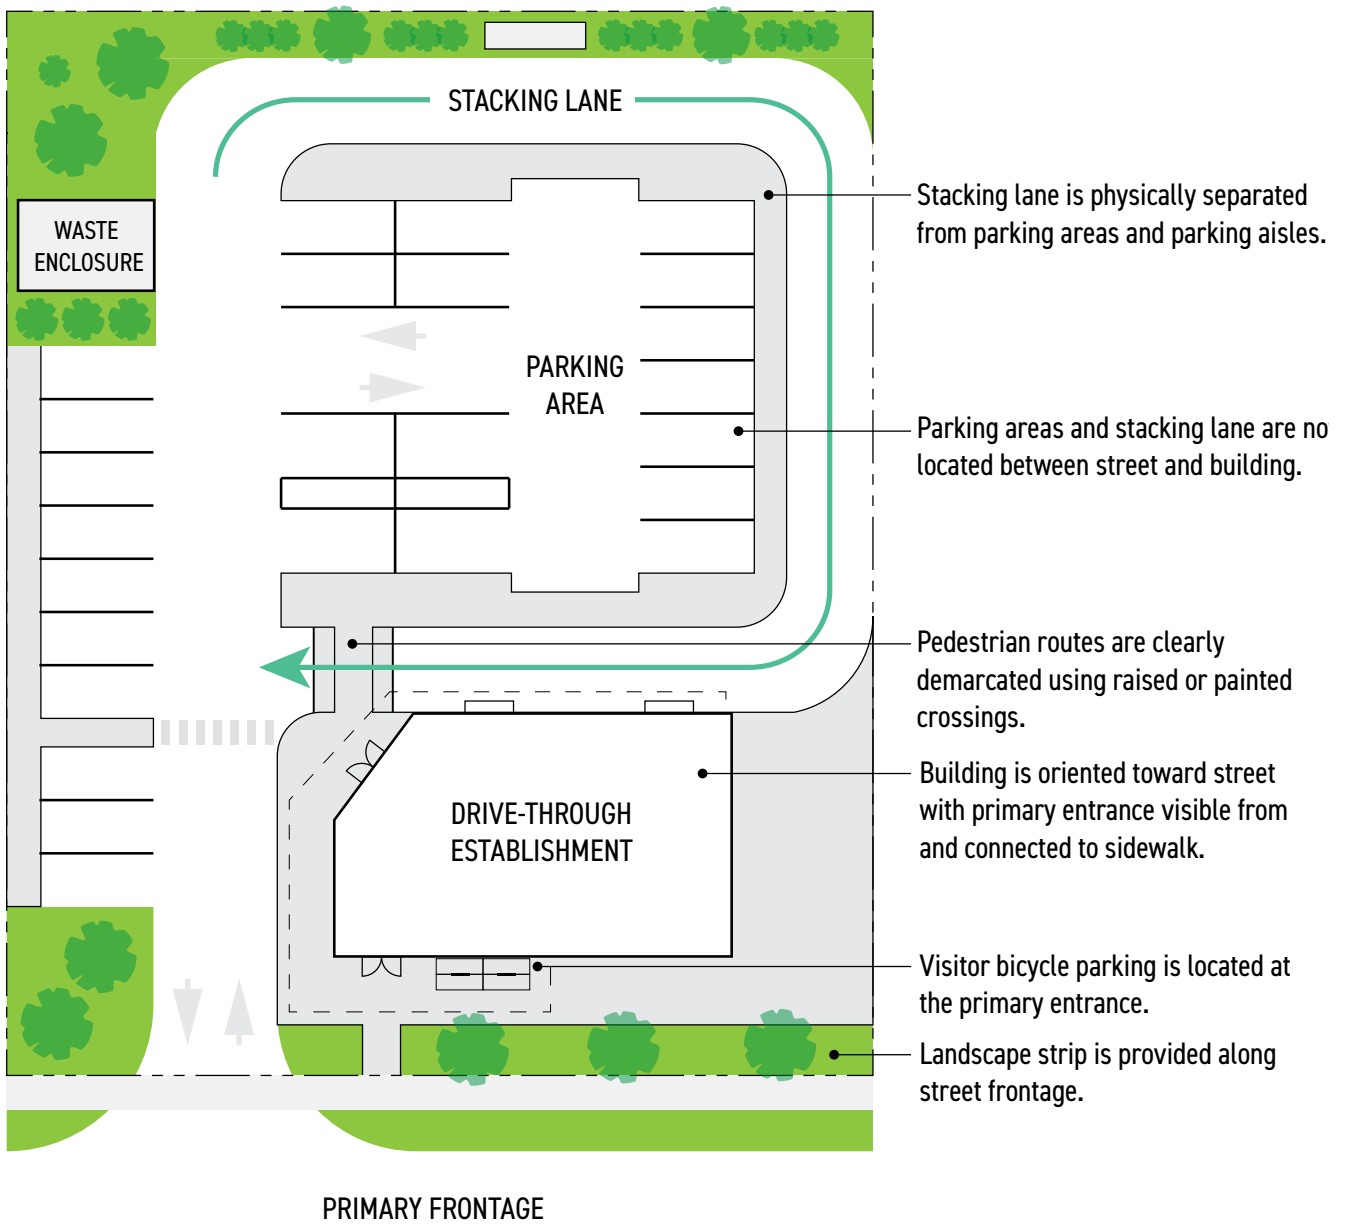 STACKING LANE
Stacking lane is physically separated
from parking areas and parking aisles.
WASTE
ENCLOSURE
PARKING
AREA
Parking areas and stacking lane are no
located between street and building.
Pedestrian routes are clearly
demarcated using raised or painted
crossings.
Building is oriented toward street
with primary entrance visible from
and connected to sidewalk.
DRIVE-THROUGH
ESTABLISHMENT
Visitor bicycle parking is located at
the primary entrance.
Landscape strip is provided along
street frontage.
PRIMARY FRONTAGE